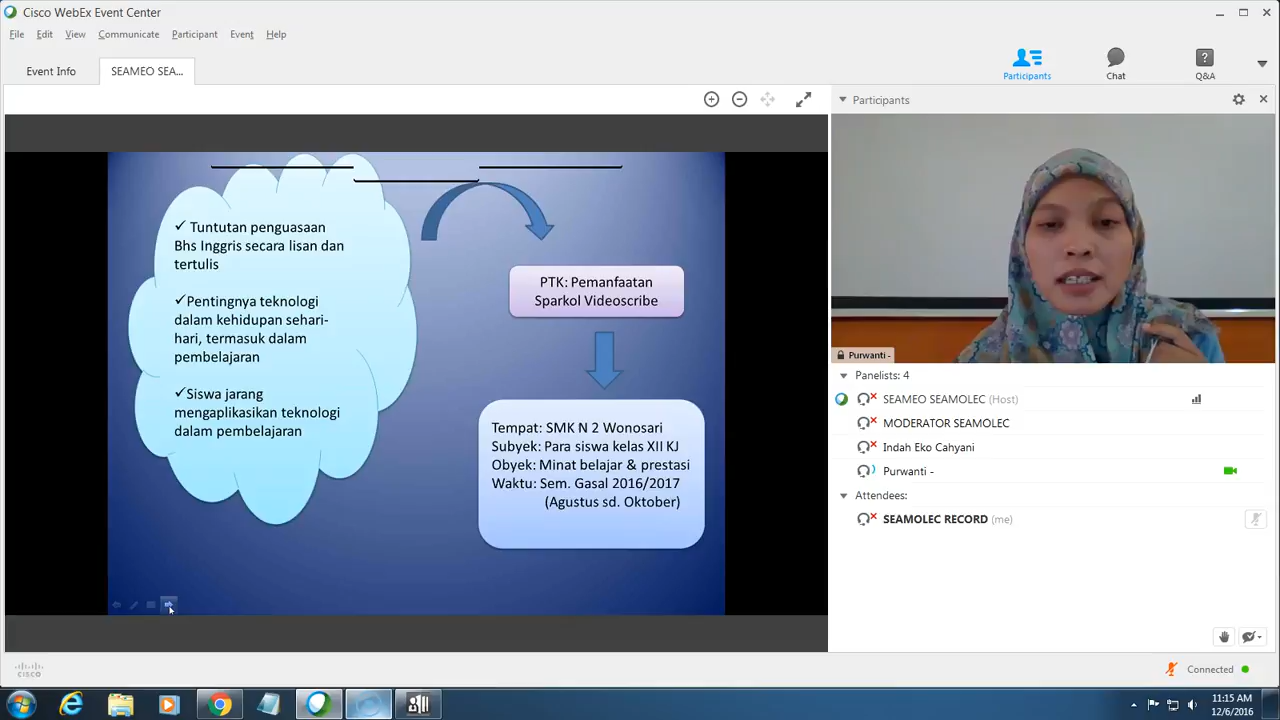 Cisco WebEx Event Center
File Edit View Communicate Participant Event Help
Event Info
SEAMEO SEA...
Participants
Chat
Q&A
Participants
✓ Tuntutan penguasaan
Bhs Inggris secara lisan dan
tertulis
✓Pentingnya teknologi
dalam kehidupan sehari-
hari, termasuk dalam
pembelajaran
✓Siswa jarang
mengaplikasikan teknologi
dalam pembelajaran
PTK: Pemanfaatan
Sparkol Videoscribe
Tempat: SMK N 2 Wonosari
Subyek: Para siswa kelas XII KJ
Obyek: Minat belajar & prestasi
Waktu: Sem. Gasal 2016/2017
(Agustus sd. Oktober)
Purwanti -
Panelists: 4
SEAMEO SEAMOLEC (Host)
MODERATOR SEAMOLEC
Indah Eko Cahyani
Purwanti -
Attendees:
SEAMOLEC RECORD (me)
CISCO
Connected
11:15 AM
12/6/2016